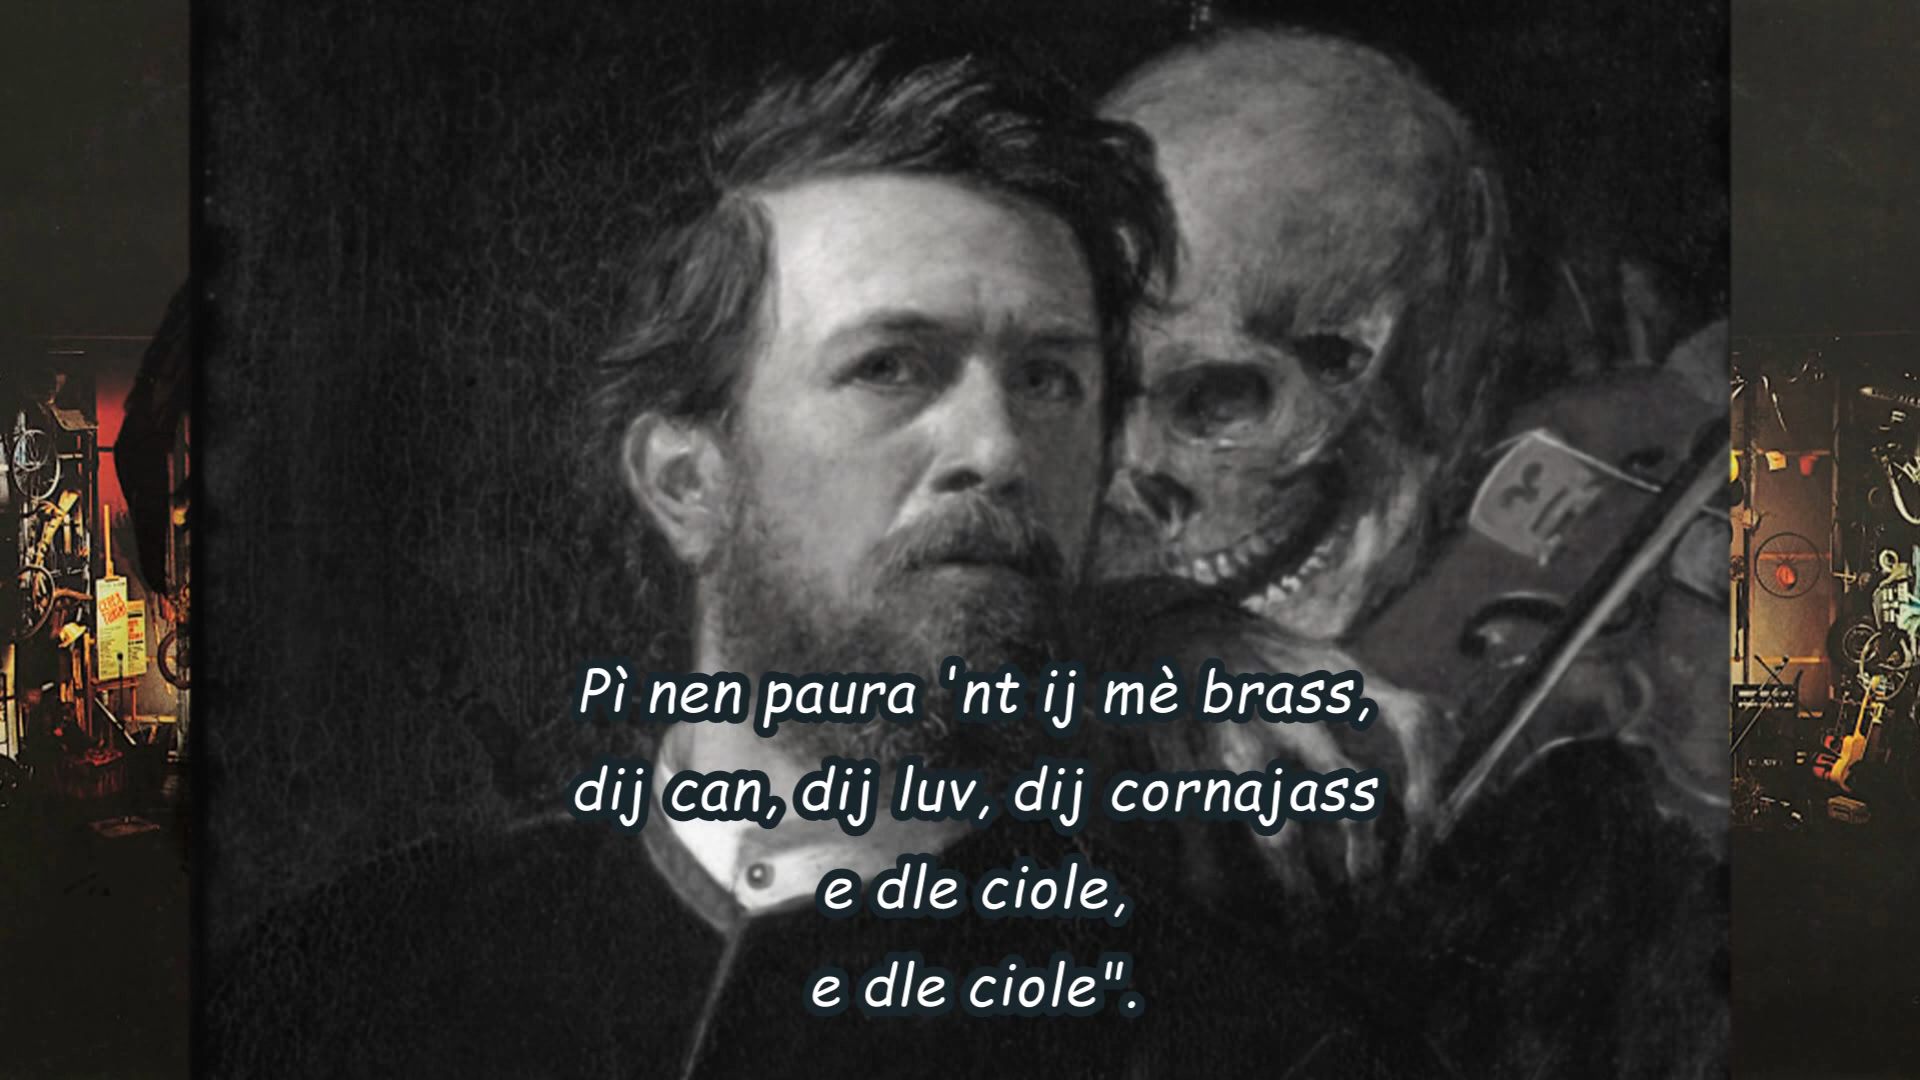 Pì nen paura 'nt ij mè brass,
dij can, dij luv, dij cornajass
e dle ciole,
e dle ciole".